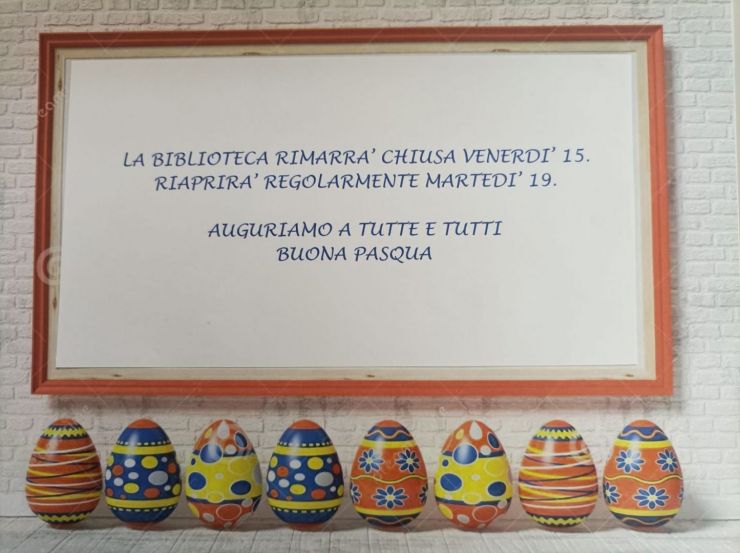 LA BIBLIOTECA RIMARRA' CHIUSA VENERDI' 15.
RIAPRIRA' REGOLARMENTE MARTEDI' 19.
AUGURIAMO A TUTTE E TUTTI
BUONA PASQUA